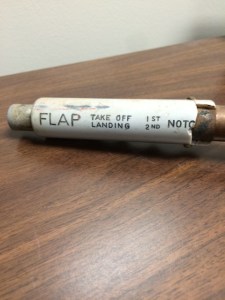 FLAP TAKE OFF 1ST NOTC
LANDING 2ND